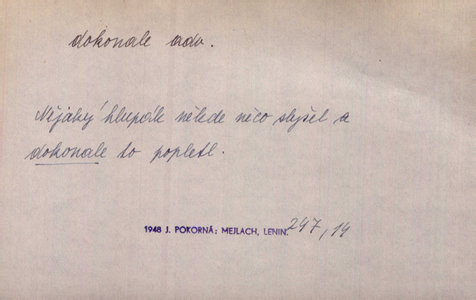 dokonale adv.
Nějaký hlupák někde něco slyšel a
dokonale to popletl.
1948 J. POKORNÁ: MEJLACH, LENIN. 247, 14